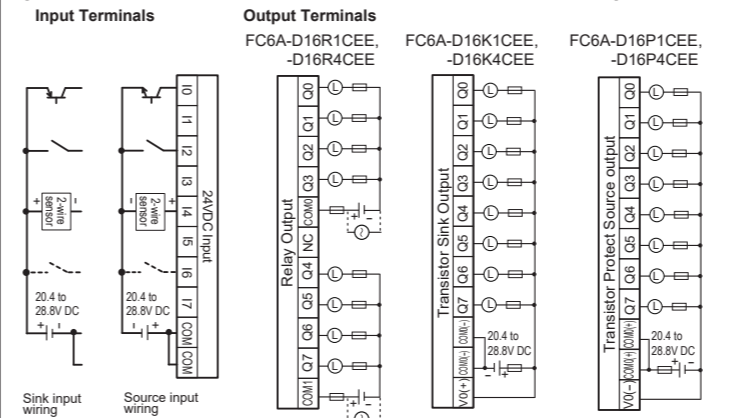 Input Terminals
Output Terminals
FC6A-D16R1CEE,
-D16R4CEE
FC6A-D16K1CEE,
-D16K4CEE
FC6A-D16P1CEE,
-D16P4CEE
+ 2-wire sensor -
20.4 to
28.8V DC
+ -
Sink input
wiring
- 2-wire sensor +
20.4 to
28.8V DC
- +
Source input
wiring
I0
I1
I2
I3
I4
I5
I6
I7
COM
COM
24VDC Input
Relay Output
Q0 L
Q1 L
Q2 L
Q3 L
COM0 + -
NC
Q4 L
Q5 L
Q6 L
Q7 L
COM1 + -
Transistor Sink Output
Q0 L
Q1 L
Q2 L
Q3 L
Q4 L
Q5 L
Q6 L
Q7 L
COM0(-)
COM0(-)
V0(+)
20.4 to
28.8V DC
- +
Transistor Protect Source output
Q0 L
Q1 L
Q2 L
Q3 L
Q4 L
Q5 L
Q6 L
Q7 L
COM0(+)
COM0(+)
V0(-)
20.4 to
28.8V DC
+ -